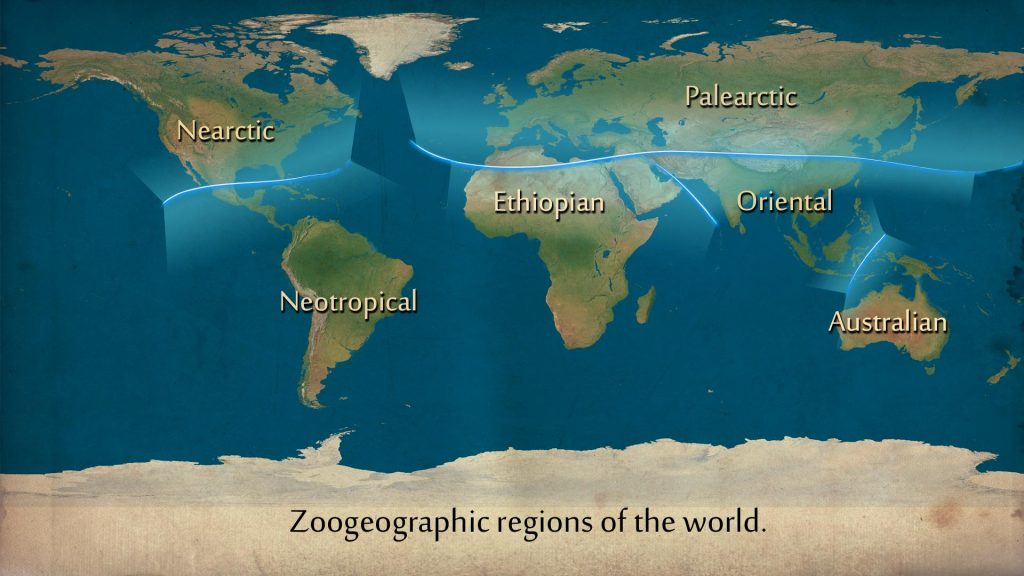 Palearctic
Nearctic
Ethiopian
Oriental
Neotropical
Australian
Zoogeographic regions of the world.